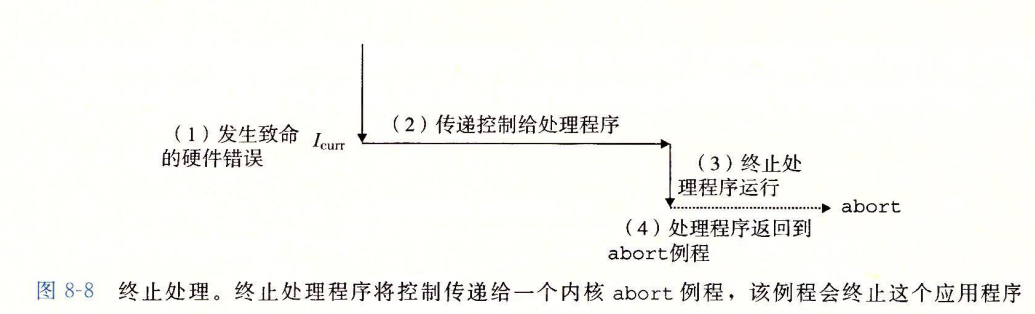 (1)发生致命
的硬件错误
Icurr
(2)传递控制给处理程序
(3)终止处
理程序运行
abort
(4)处理程序返回到
abort例程
图 8-8 终止处理。终止处理程序将控制传递给一个内核 abort 例程，该例程会终止这个应用程序